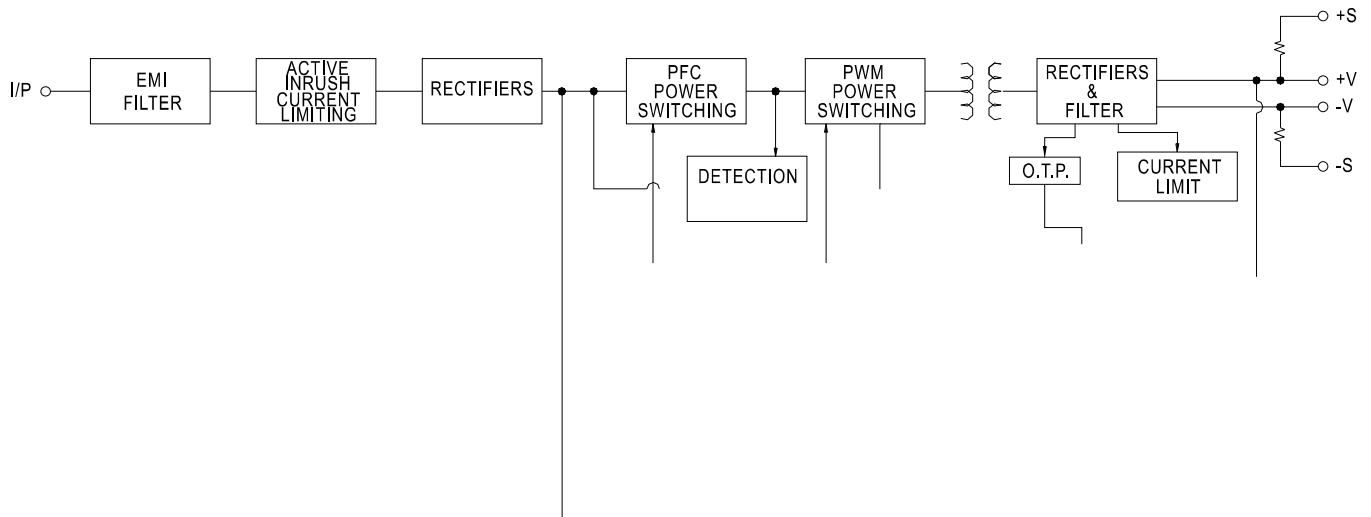 I/P
EMI
FILTER
ACTIVE
INRUSH
CURRENT
LIMITING
RECTIFIERS
PFC
POWER
SWITCHING
PWM
POWER
SWITCHING
RECTIFIERS
&
FILTER
+S
+V
-V
-S
DETECTION
O.T.P.
CURRENT
LIMIT